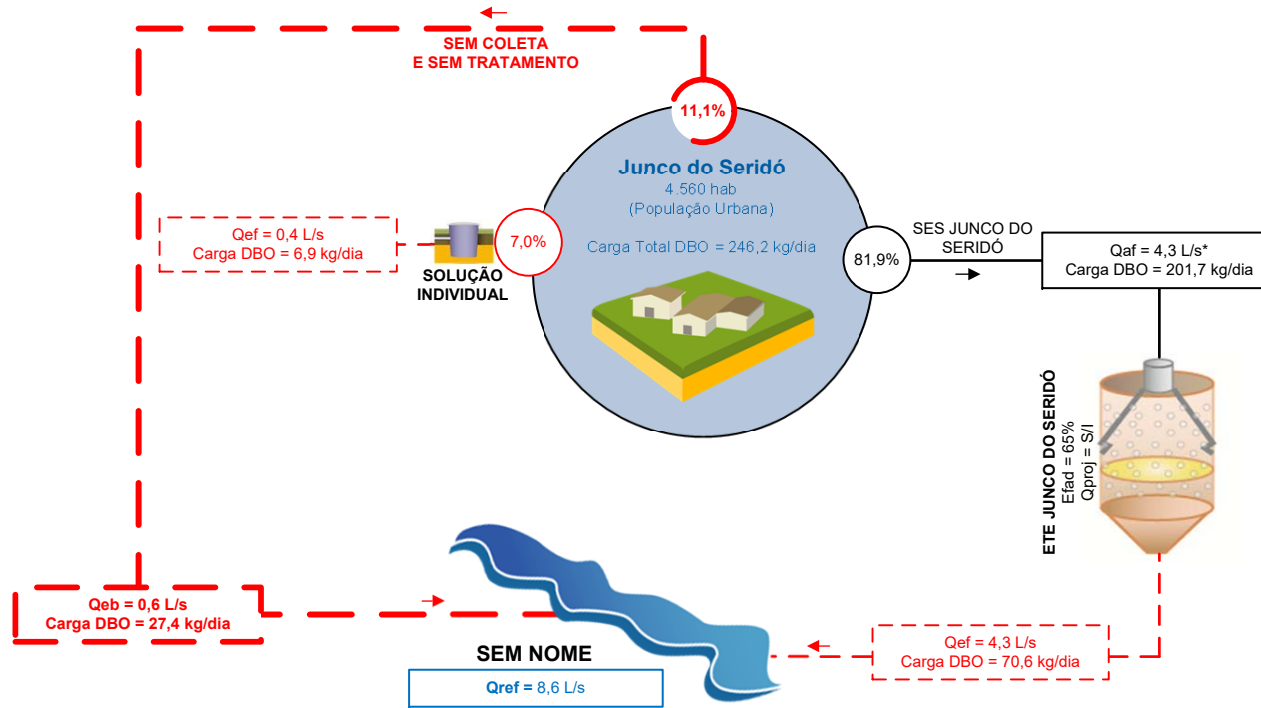 SEM COLETA
E SEM TRATAMENTO
11,1%
Junco do Seridó
4.560 hab
(População Urbana)
Carga Total DBO = 246,2 kg/dia
Qef = 0,4 L/s
Carga DBO = 6,9 kg/dia
SOLUÇÃO
INDIVIDUAL
7,0%
81,9%
SES JUNCO DO
SERIDÓ
Qaf = 4,3 L/s*
Carga DBO = 201,7 kg/dia
ETE JUNCO DO SERIDÓ
Efad = 65%
Qproj = S/I
Qeb = 0,6 L/s
Carga DBO = 27,4 kg/dia
SEM NOME
Qref = 8,6 L/s
Qef = 4,3 L/s
Carga DBO = 70,6 kg/dia